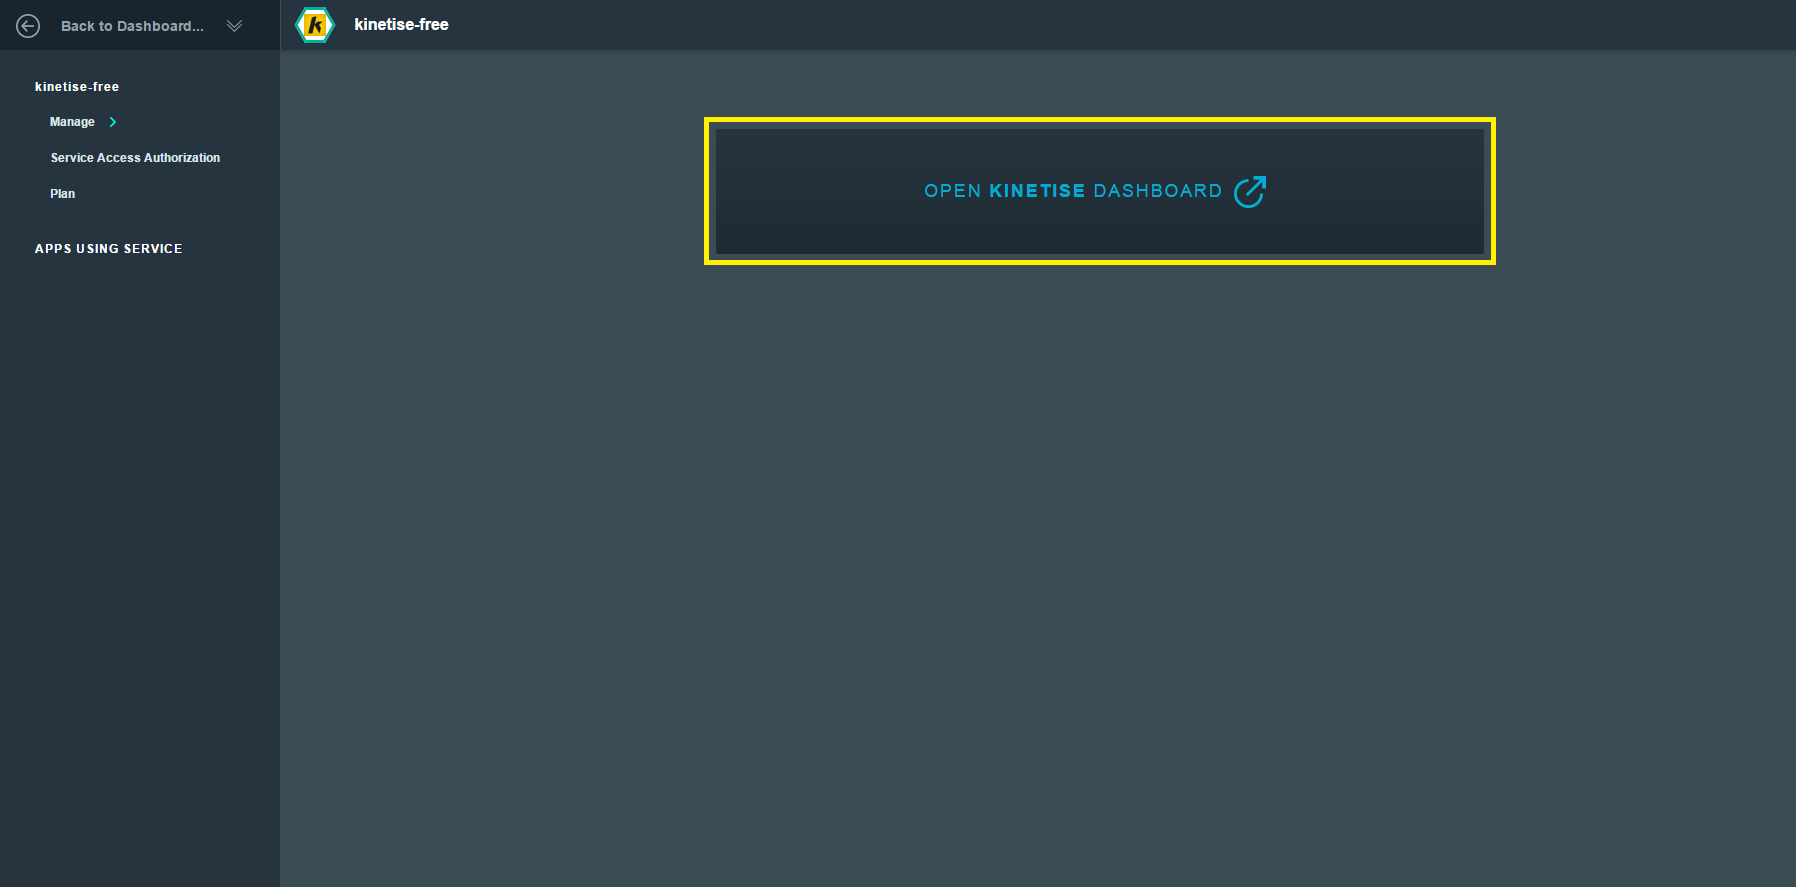 Back to Dashboard...
kinetise-free
kinetise-free
Manage
Service Access Authorization
Plan
APPS USING SERVICE
OPEN KINETISE DASHBOARD